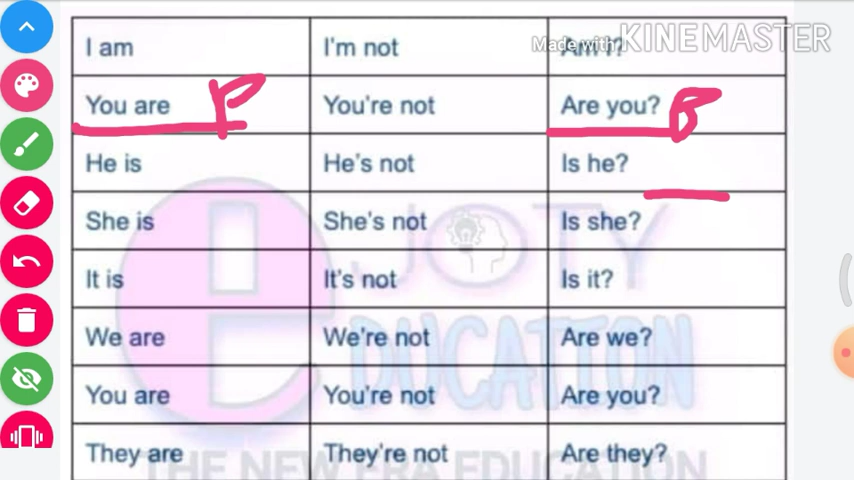 I am I'm not Am I?
Made with KINEMASTER
You are P You're not Are you?
He is He's not Is he?
She is She's not Is she?
It is It's not Is it?
We are We're not Are we?
You are You're not Are you?
They are They're not Are they?
e JOTY
EDUCATION
THE NEW ERA EDUCATION